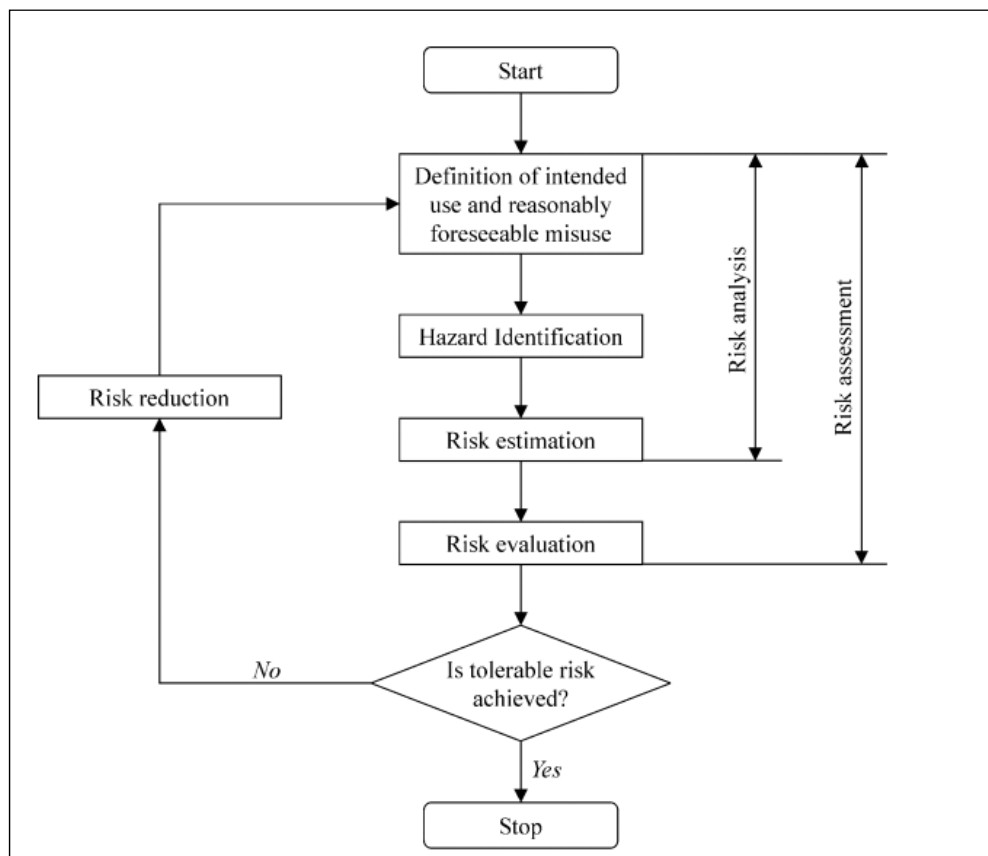 Start
Definition of intended
use and reasonably
foreseeable misuse
Hazard Identification
Risk analysis
Risk assessment
Risk reduction
Risk estimation
Risk evaluation
Is tolerable risk
achieved?
No
Yes
Stop